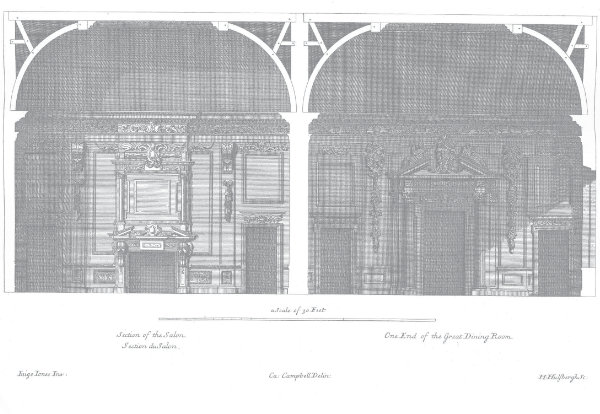 a Scale of 30 Feet
Section of the Salon.
Section du Salon.
One End of the Great Dining Room.
Inigo Jones Inv:
Ca: Campbell Delin:
H: Hulsbergh Sc: